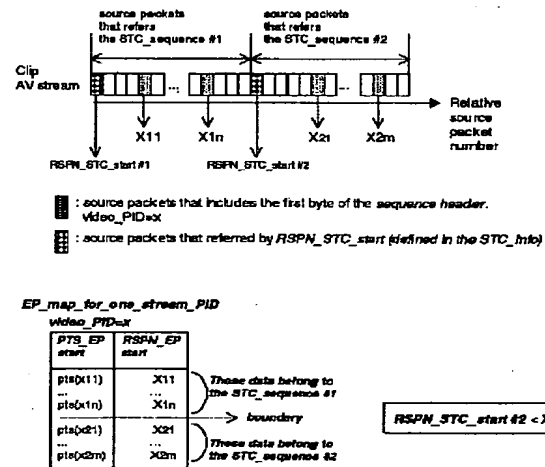 source packets
that refers
the STC_sequence #1
source packets
that refers
the STC_sequence #2
Clip
AV stream
...
...
Relative
source
packet
number
X11
X1n
X21
X2m
RSPN_STC_start #1
RSPN_STC_start #2
: source packets that includes the first byte of the sequence header.
video_PID=x
: source packets that referred by RSPN_STC_start (defined in the STC_Info)
EP_map_for_one_stream_PID
video_PID=x
PTS_EP start
RSPN_EP start
pts(x11) X11
... ...
pts(x1n) X1n
These data belong to
the STC_sequence #1
boundary
pts(x21) X21
... ...
pts(x2m) X2m
These data belong to
the STC_sequence #2
RSPN_STC_start #2 <